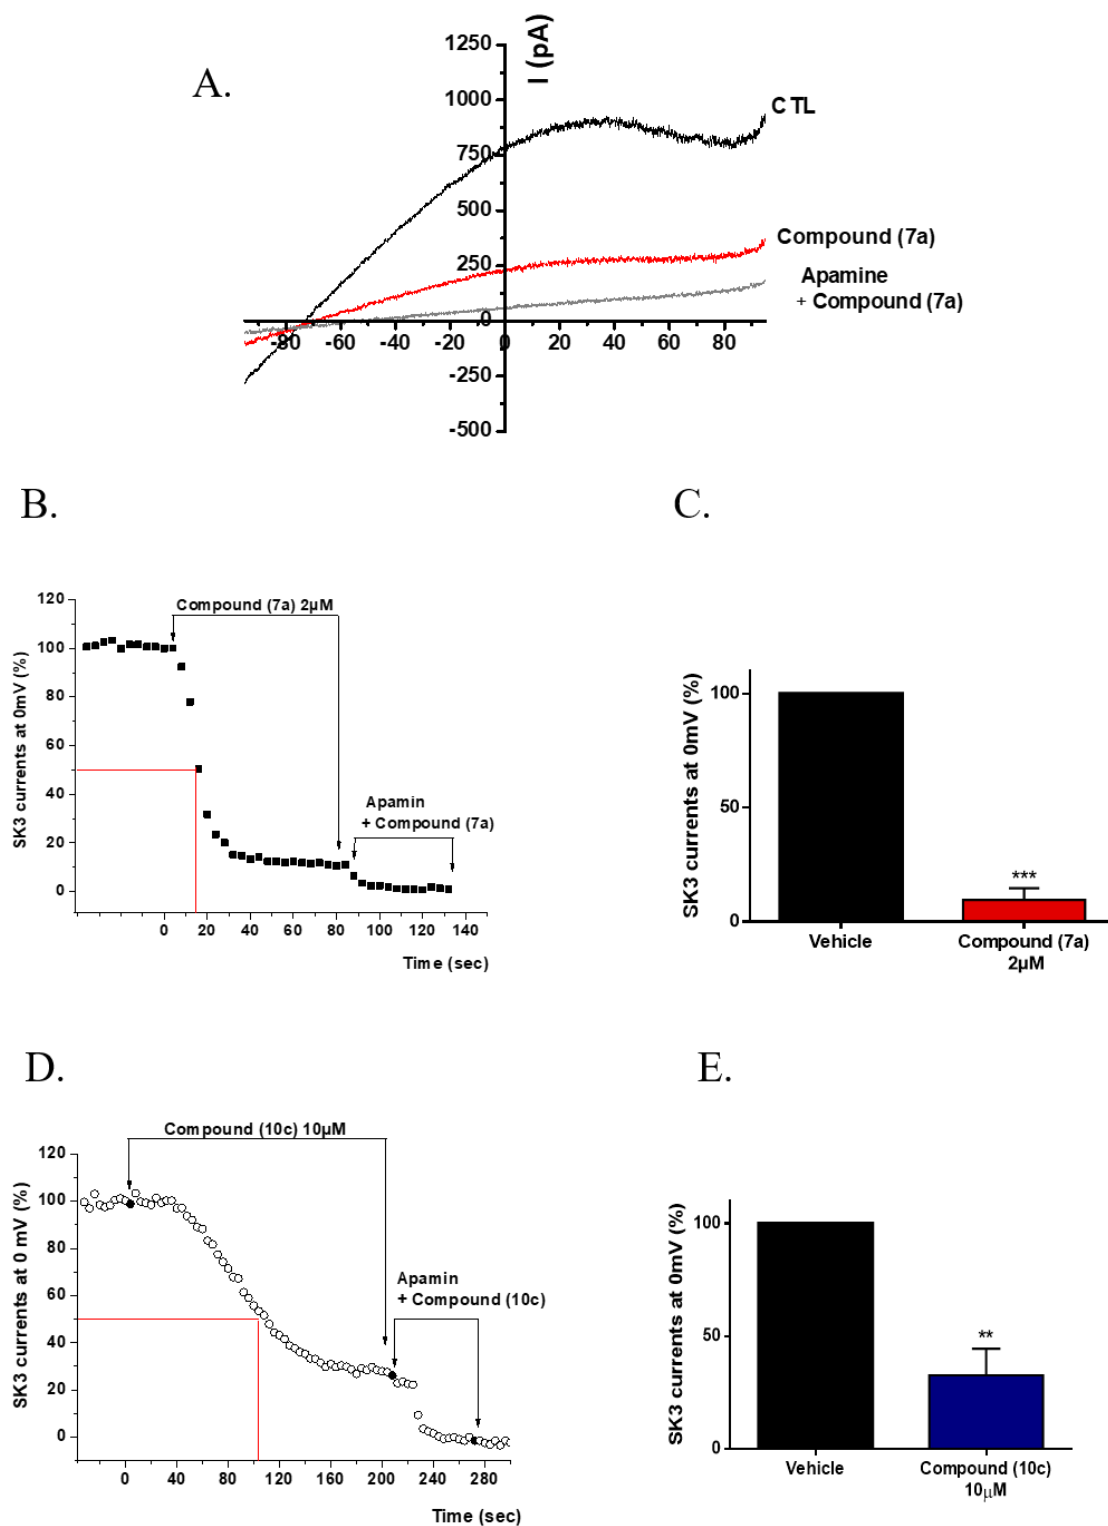 A.
I (pA)
1250
1000
750
500
250
0
-250
-500
-80
-60
-40
-20
0
20
40
60
80
CTL
Compound (7a)
Apamine
+ Compound (7a)
B.
SK3 currents at 0mV (%)
120
100
80
60
40
20
0
Compound (7a) 2µM
Apamin
+ Compound (7a)
0 20 40 60 80 100 120 140
Time (sec)
C.
SK3 currents at 0mV (%)
100
50
0
***
Vehicle
Compound (7a)
2µM
D.
SK3 currents at 0 mV (%)
120
100
80
60
40
20
0
Compound (10c) 10µM
Apamin
+ Compound (10c)
0 40 80 120 160 200 240 280
Time (sec)
E.
SK3 currents at 0mV (%)
100
50
0
**
Vehicle
Compound (10c)
10µM